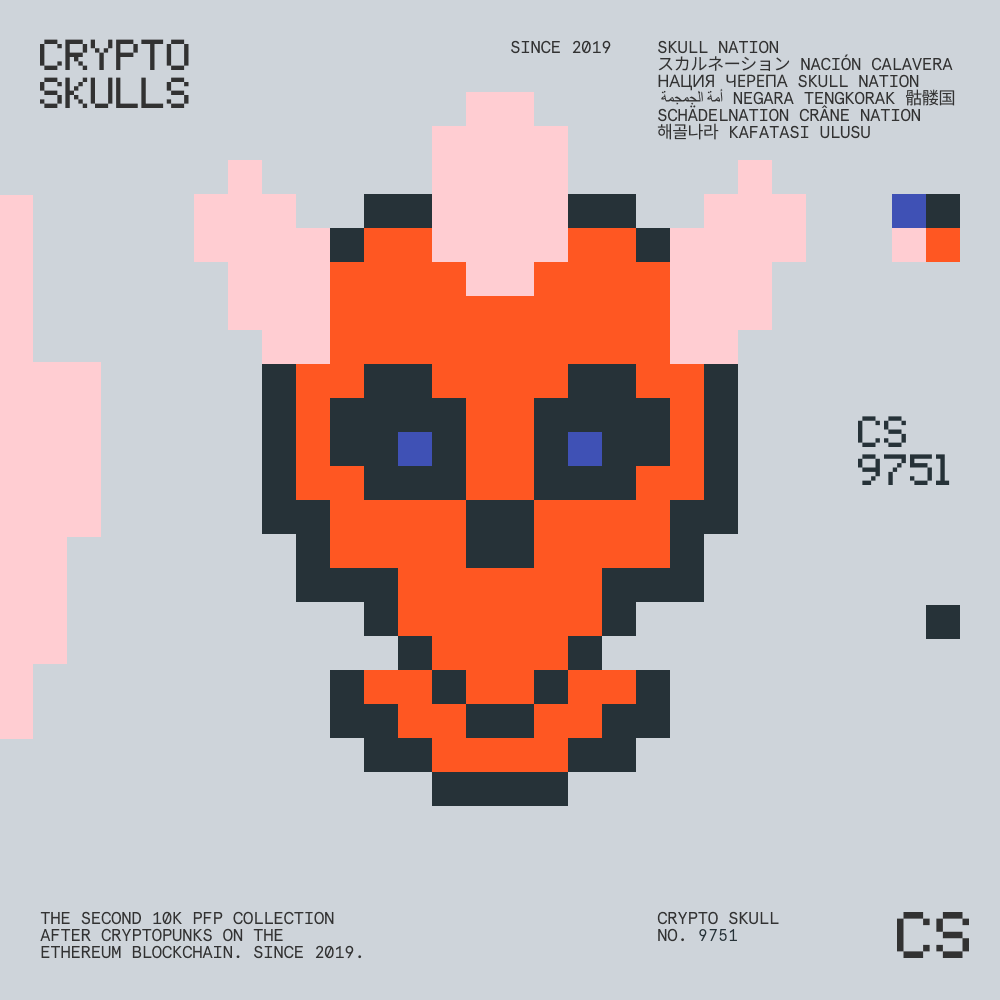 CRYPTO
SKULLS
SINCE 2019
SKULL NATION
スカルネーション NACIÓN CALAVERA
НАЦИЯ ЧЕРЕПА SKULL NATION
أمة الجمجمة NEGARA TENGKORAK 骷髅国
SCHÄDELNATION CRÂNE NATION
해골나라 KAFATASI ULUSU
CS
9751
THE SECOND 10K PFP COLLECTION
AFTER CRYPTOPUNKS ON THE
ETHEREUM BLOCKCHAIN. SINCE 2019.
CRYPTO SKULL
NO. 9751
CS